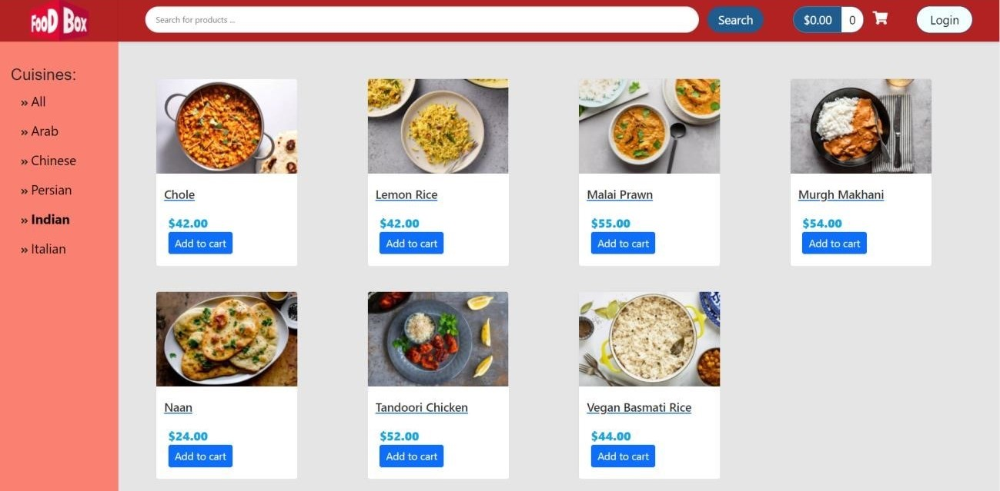 FooD Box
Search for products ...
Search
$0.00 0
Login
Cuisines:
» All
» Arab
» Chinese
» Persian
» Indian
» Italian
Chole
$42.00
Add to cart
Lemon Rice
$42.00
Add to cart
Malai Prawn
$55.00
Add to cart
Murgh Makhani
$54.00
Add to cart
Naan
$24.00
Add to cart
Tandoori Chicken
$52.00
Add to cart
Vegan Basmati Rice
$44.00
Add to cart